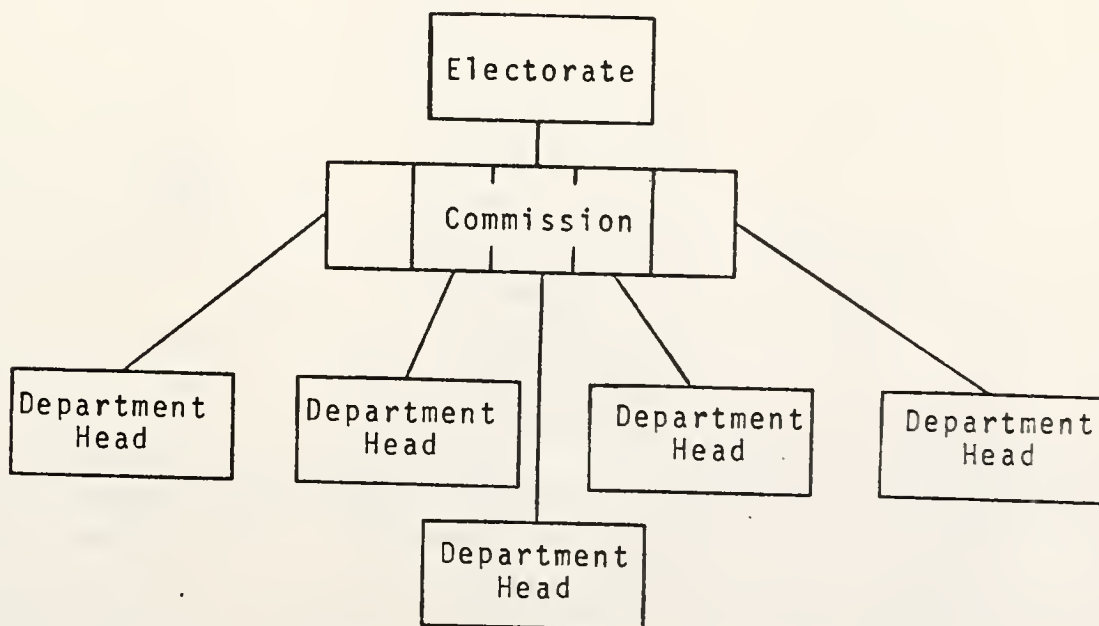 Electorate
Commission
Department
Head
Department
Head
Department
Head
Department
Head
Department
Head